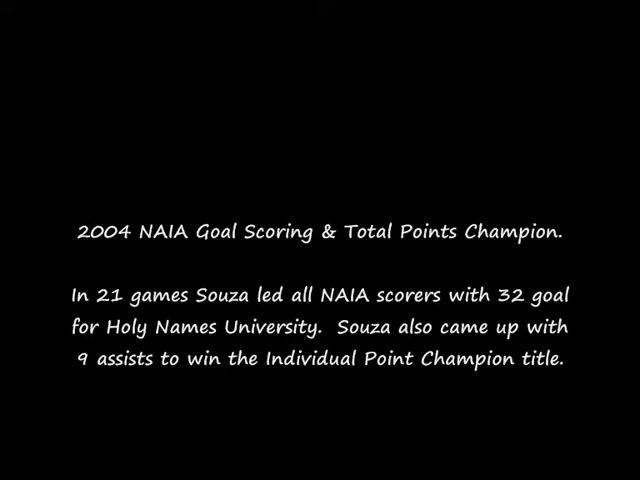 2004 NAIA Goal Scoring & Total Points Champion.
In 21 games Souza led all NAIA scorers with 32 goal
for Holy Names University.  Souza also came up with
9 assists to win the Individual Point Champion title.